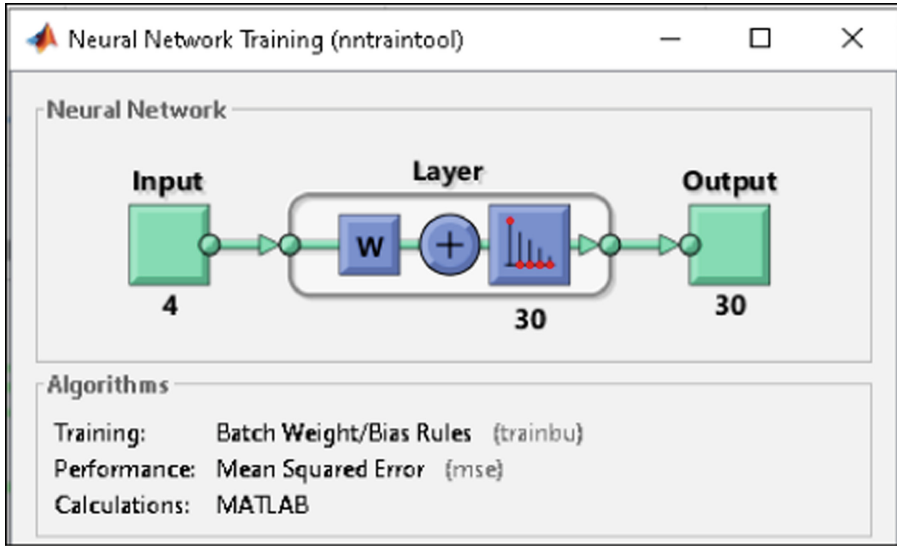 Neural Network Training (nntraintool)
Neural Network
Input
Layer
Output
W
+
4
30
30
Algorithms
Training: Batch Weight/Bias Rules (trainbu)
Performance: Mean Squared Error (mse)
Calculations: MATLAB